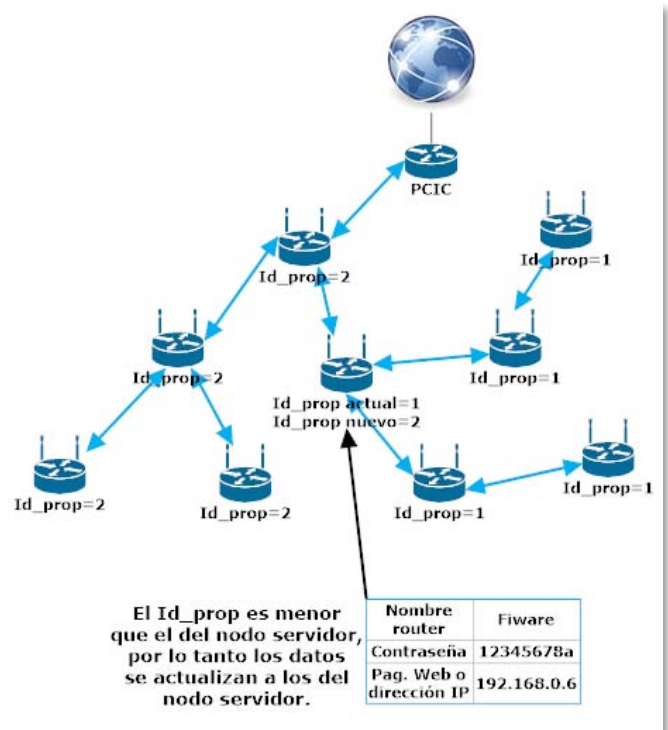 PCIC
Id_prop=1
Id_prop=2
Id_prop=2
Id_prop=1
Id_prop actual=1
Id_prop nuevo=2
Id_prop=2
Id_prop=2
Id_prop=1
Id_prop=1
El Id_prop es menor
que el del nodo servidor,
por lo tanto los datos
se actualizan a los del
nodo servidor.
Nombre
router
Fiware
Contraseña
12345678a
Pag. Web o
dirección IP
192.168.0.6